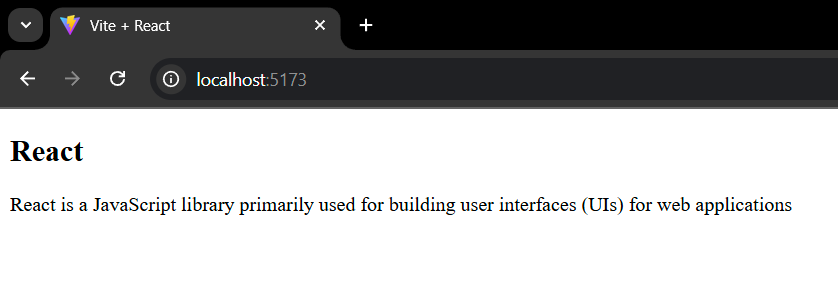 Vite + React
localhost:5173
React
React is a JavaScript library primarily used for building user interfaces (UIs) for web applications